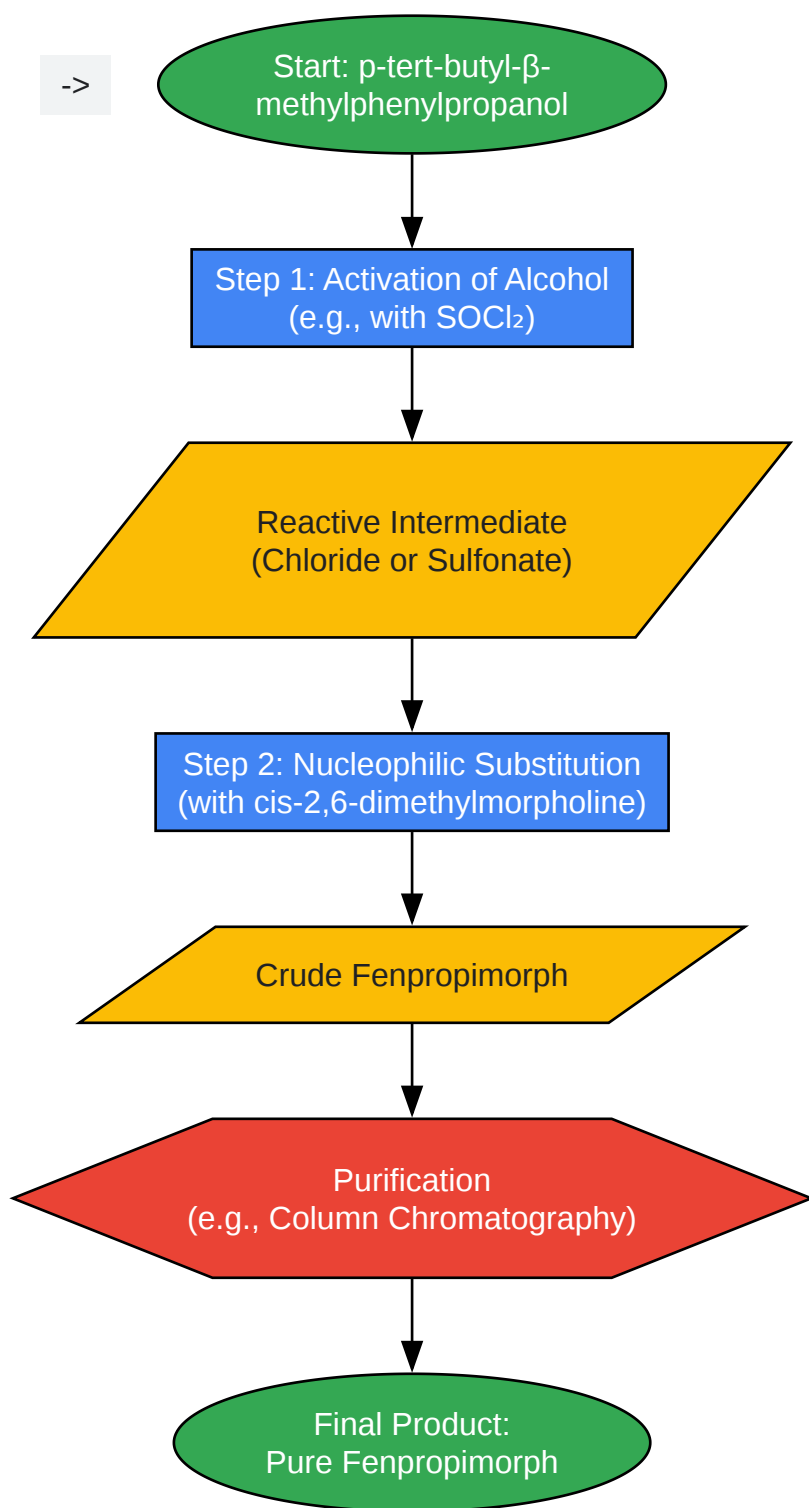 ->
Start: p-tert-butyl-β-
methylphenylpropanol
Step 1: Activation of Alcohol
(e.g., with SOCl₂)
Reactive Intermediate
(Chloride or Sulfonate)
Step 2: Nucleophilic Substitution
(with cis-2,6-dimethylmorpholine)
Crude Fenpropimorph
Purification
(e.g., Column Chromatography)
Final Product:
Pure Fenpropimorph